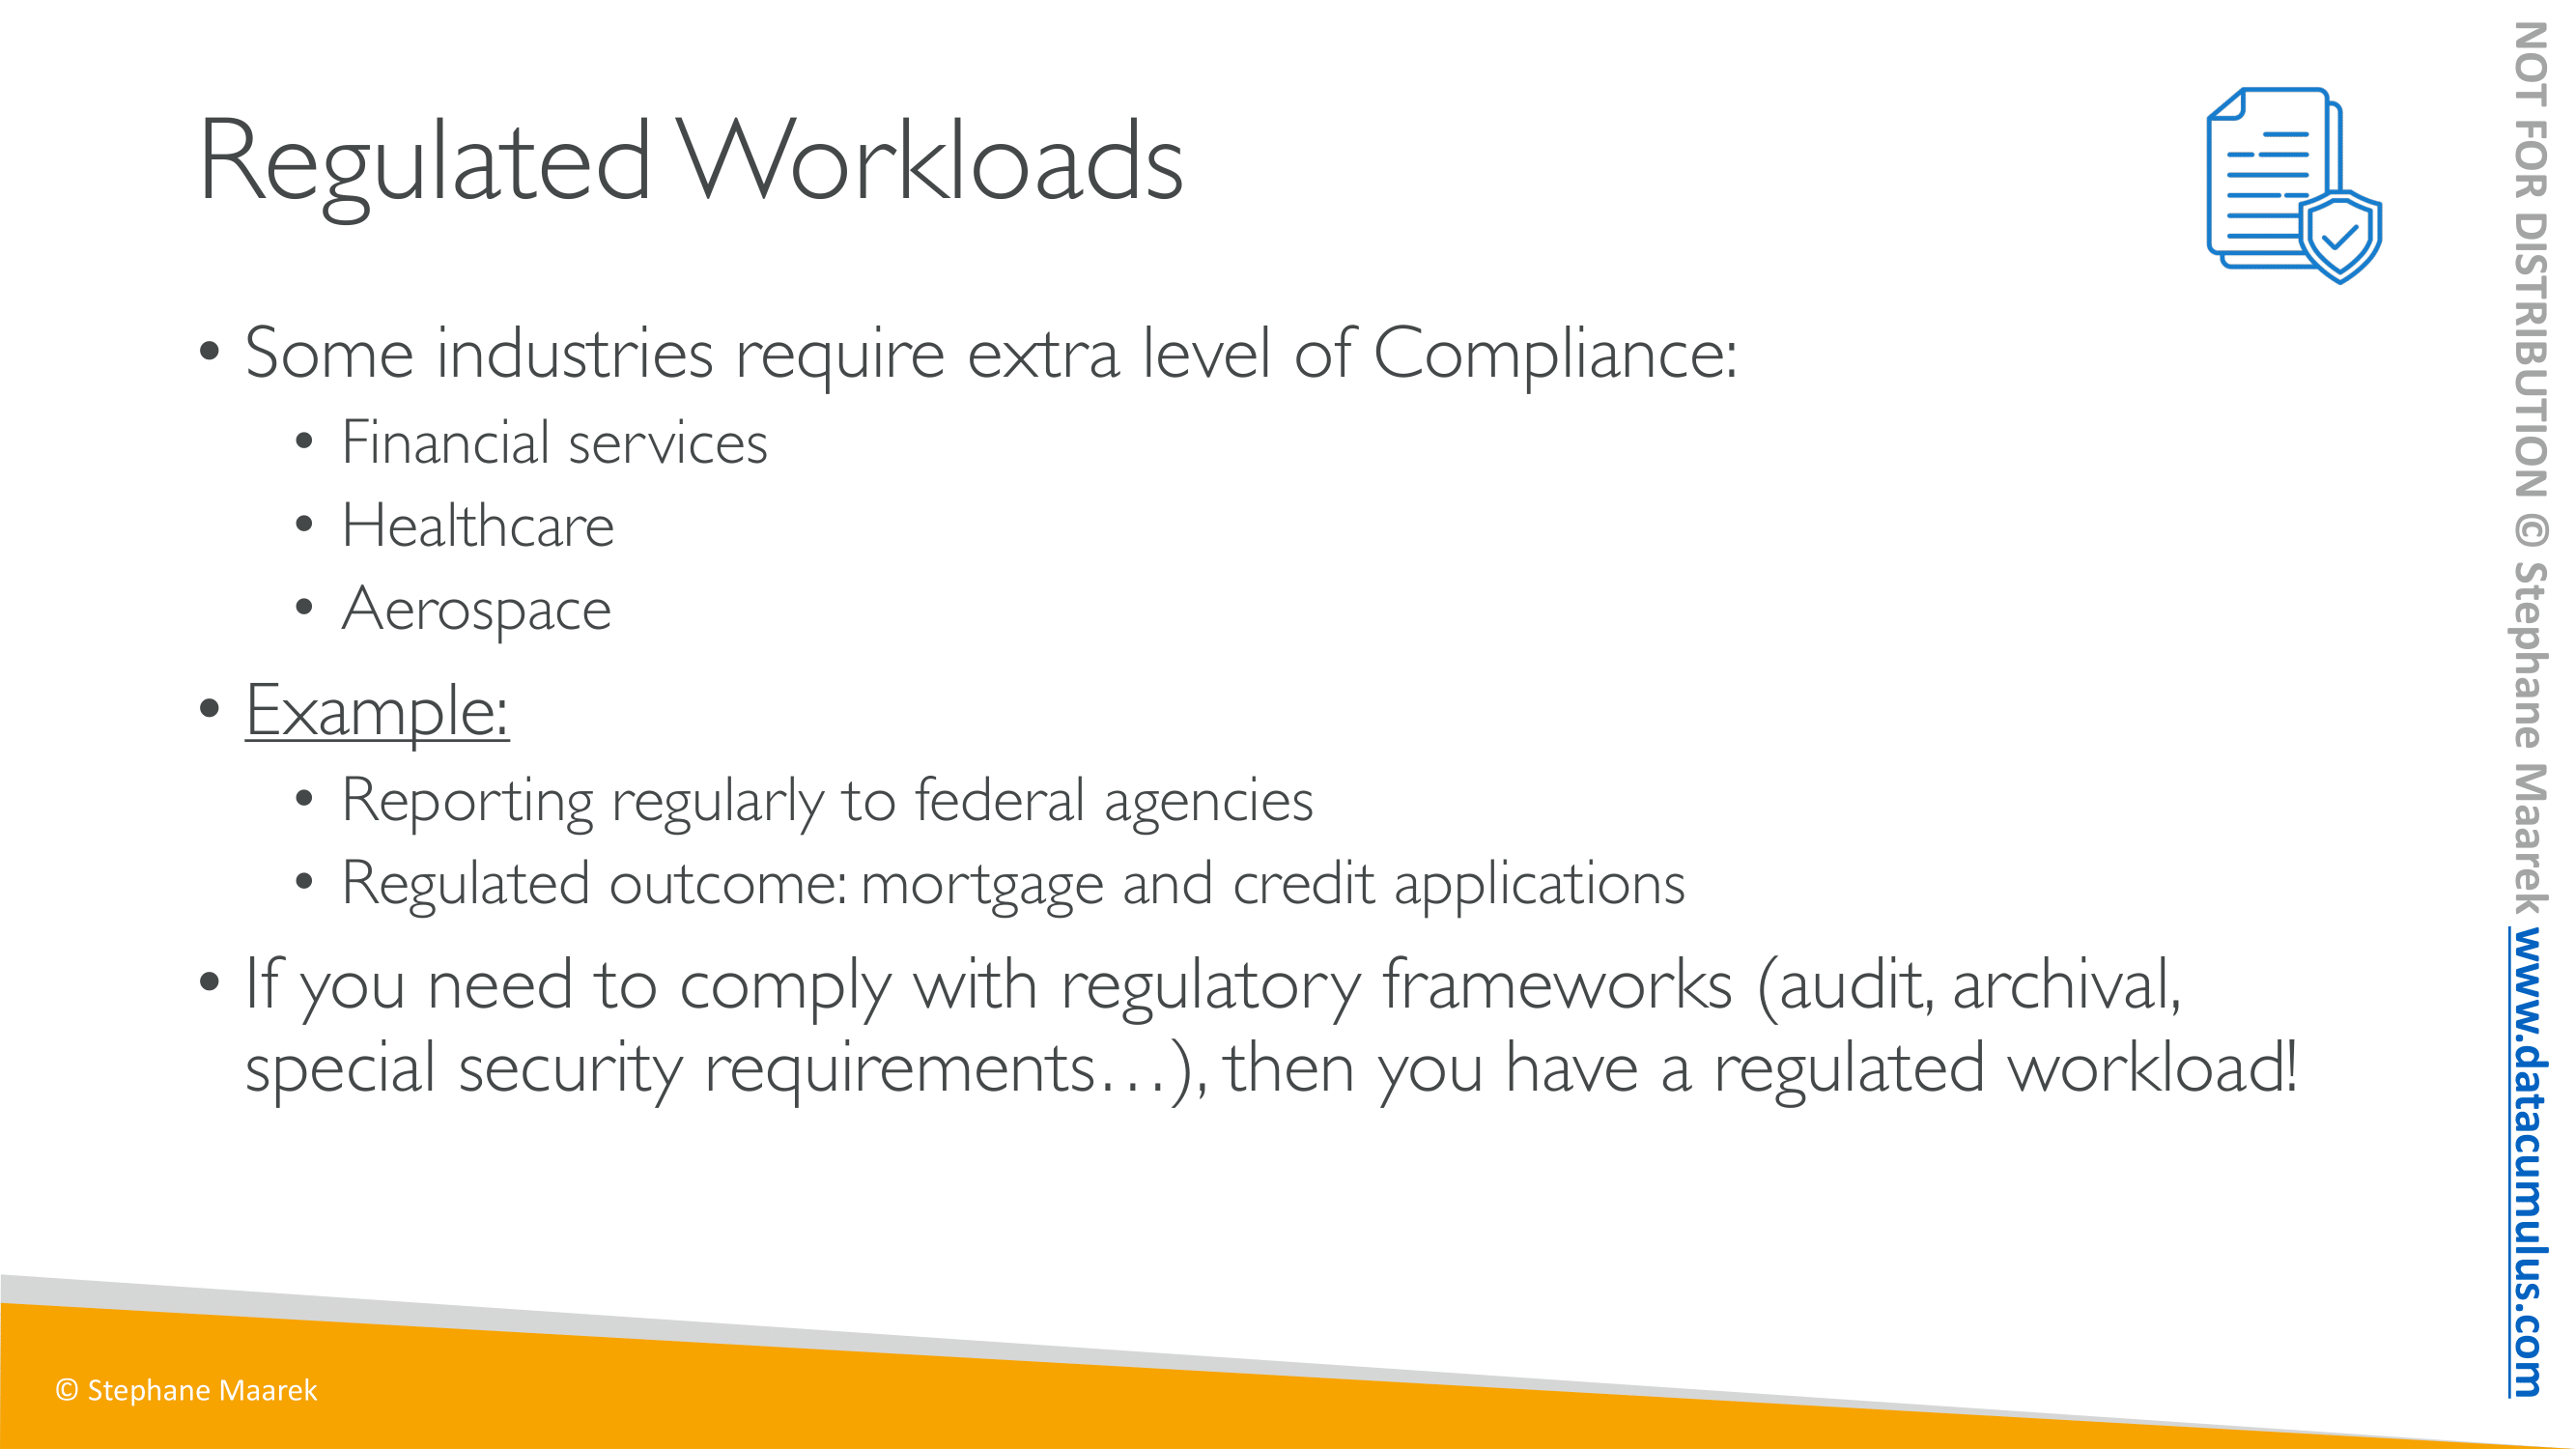 Regulated Workloads
• Some industries require extra level of Compliance:
• Financial services
• Healthcare
• Aerospace
• Example:
• Reporting regularly to federal agencies
• Regulated outcome: mortgage and credit applications
• If you need to comply with regulatory frameworks (audit, archival,
special security requirements…), then you have a regulated workload!
© Stephane Maarek
NOT FOR DISTRIBUTION © Stephane Maarek www.datacumulus.com